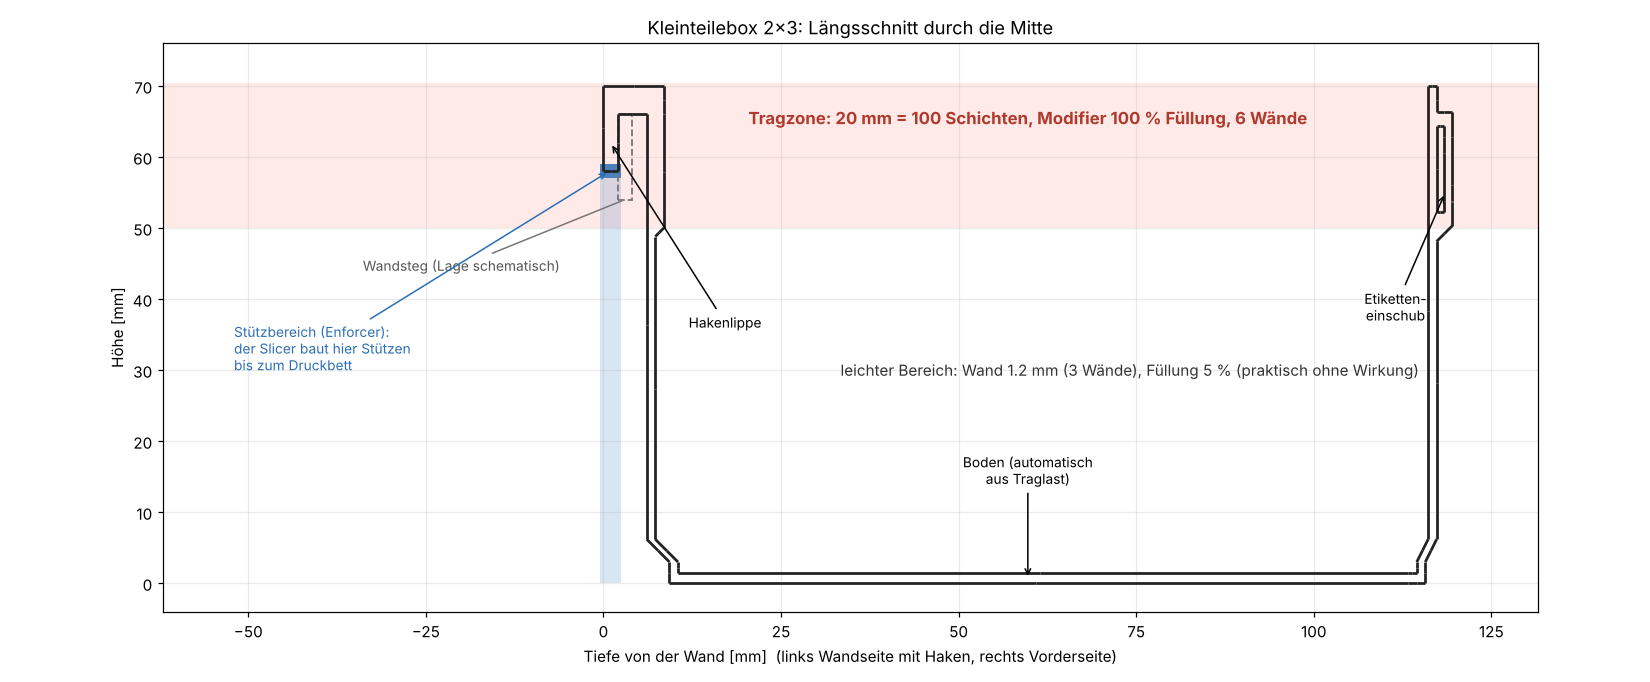 Kleinteilebox 2×3: Längsschnitt durch die Mitte
70
60
50
40
30
20
10
0
Höhe [mm]
Tragzone: 20 mm = 100 Schichten, Modifier 100 % Füllung, 6 Wände
Wandsteg (Lage schematisch)
Stützbereich (Enforcer):
der Slicer baut hier Stützen
bis zum Druckbett
Hakenlippe
Etiketten-
einschub
leichter Bereich: Wand 1.2 mm (3 Wände), Füllung 5 % (praktisch ohne Wirkung)
Boden (automatisch
aus Traglast)
−50
−25
0
25
50
75
100
125
Tiefe von der Wand [mm]  (links Wandseite mit Haken, rechts Vorderseite)